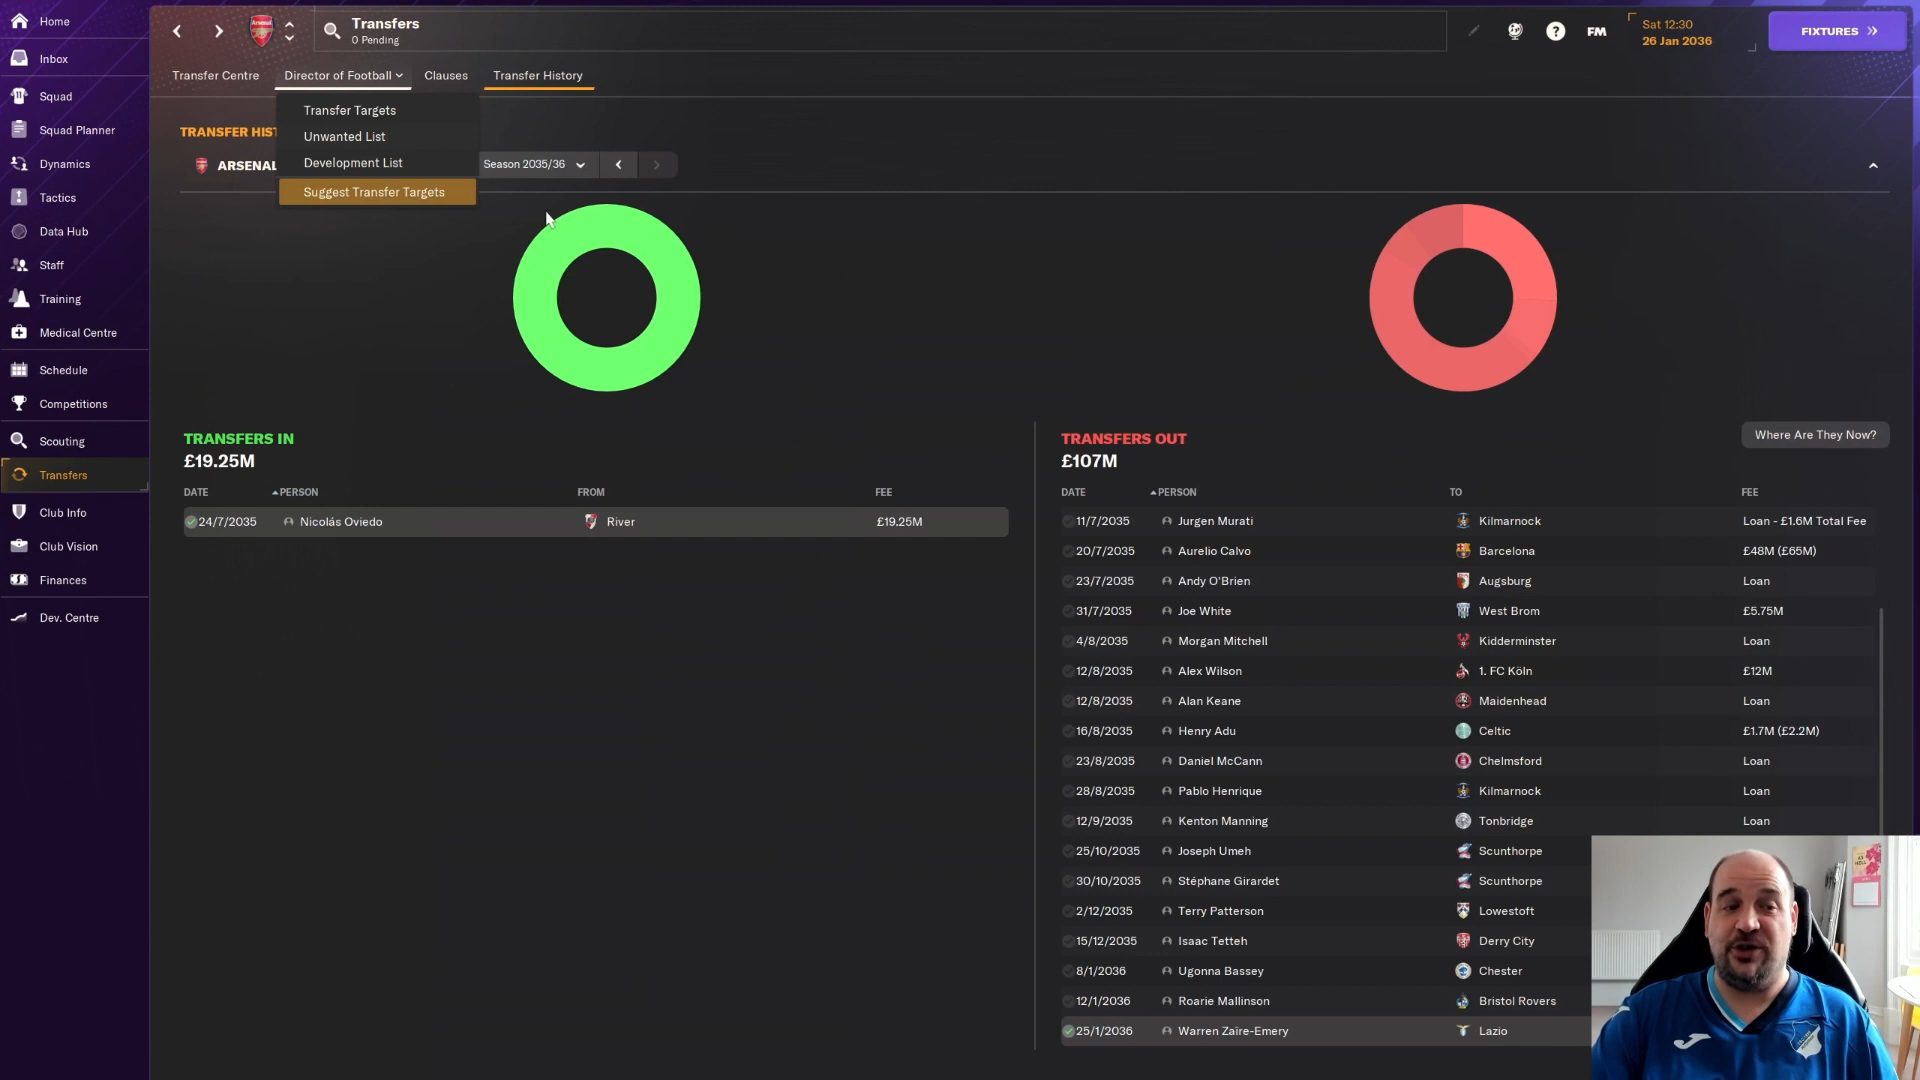 Home
Inbox
Squad
Squad Planner
Dynamics
Tactics
Data Hub
Staff
Training
Medical Centre
Schedule
Competitions
Scouting
Transfers
Club Info
Club Vision
Finances
Dev. Centre
Transfers
0 Pending
FM
Sat 12:30
26 Jan 2036
FIXTURES
Transfer Centre
Director of Football
Clauses
Transfer History
Transfer Targets
Unwanted List
Development List
Suggest Transfer Targets
TRANSFER HIST
ARSENAL
Season 2035/36
TRANSFERS IN
£19.25M
DATE PERSON FROM FEE
24/7/2035 Nicolás Oviedo River £19.25M
TRANSFERS OUT
£107M
Where Are They Now?
DATE PERSON TO FEE
11/7/2035 Jurgen Murati Kilmarnock Loan - £1.6M Total Fee
20/7/2035 Aurelio Calvo Barcelona £48M (£65M)
23/7/2035 Andy O'Brien Augsburg Loan
31/7/2035 Joe White West Brom £5.75M
4/8/2035 Morgan Mitchell Kidderminster Loan
12/8/2035 Alex Wilson 1. FC Köln £12M
12/8/2035 Alan Keane Maidenhead Loan
16/8/2035 Henry Adu Celtic £1.7M (£2.2M)
23/8/2035 Daniel McCann Chelmsford Loan
28/8/2035 Pablo Henrique Kilmarnock Loan
12/9/2035 Kenton Manning Tonbridge Loan
25/10/2035 Joseph Umeh Scunthorpe
30/10/2035 Stéphane Girardet Scunthorpe
2/12/2035 Terry Patterson Lowestoft
15/12/2035 Isaac Tetteh Derry City
8/1/2036 Ugonna Bassey Chester
12/1/2036 Roarie Mallinson Bristol Rovers
25/1/2036 Warren Zaïre-Emery Lazio